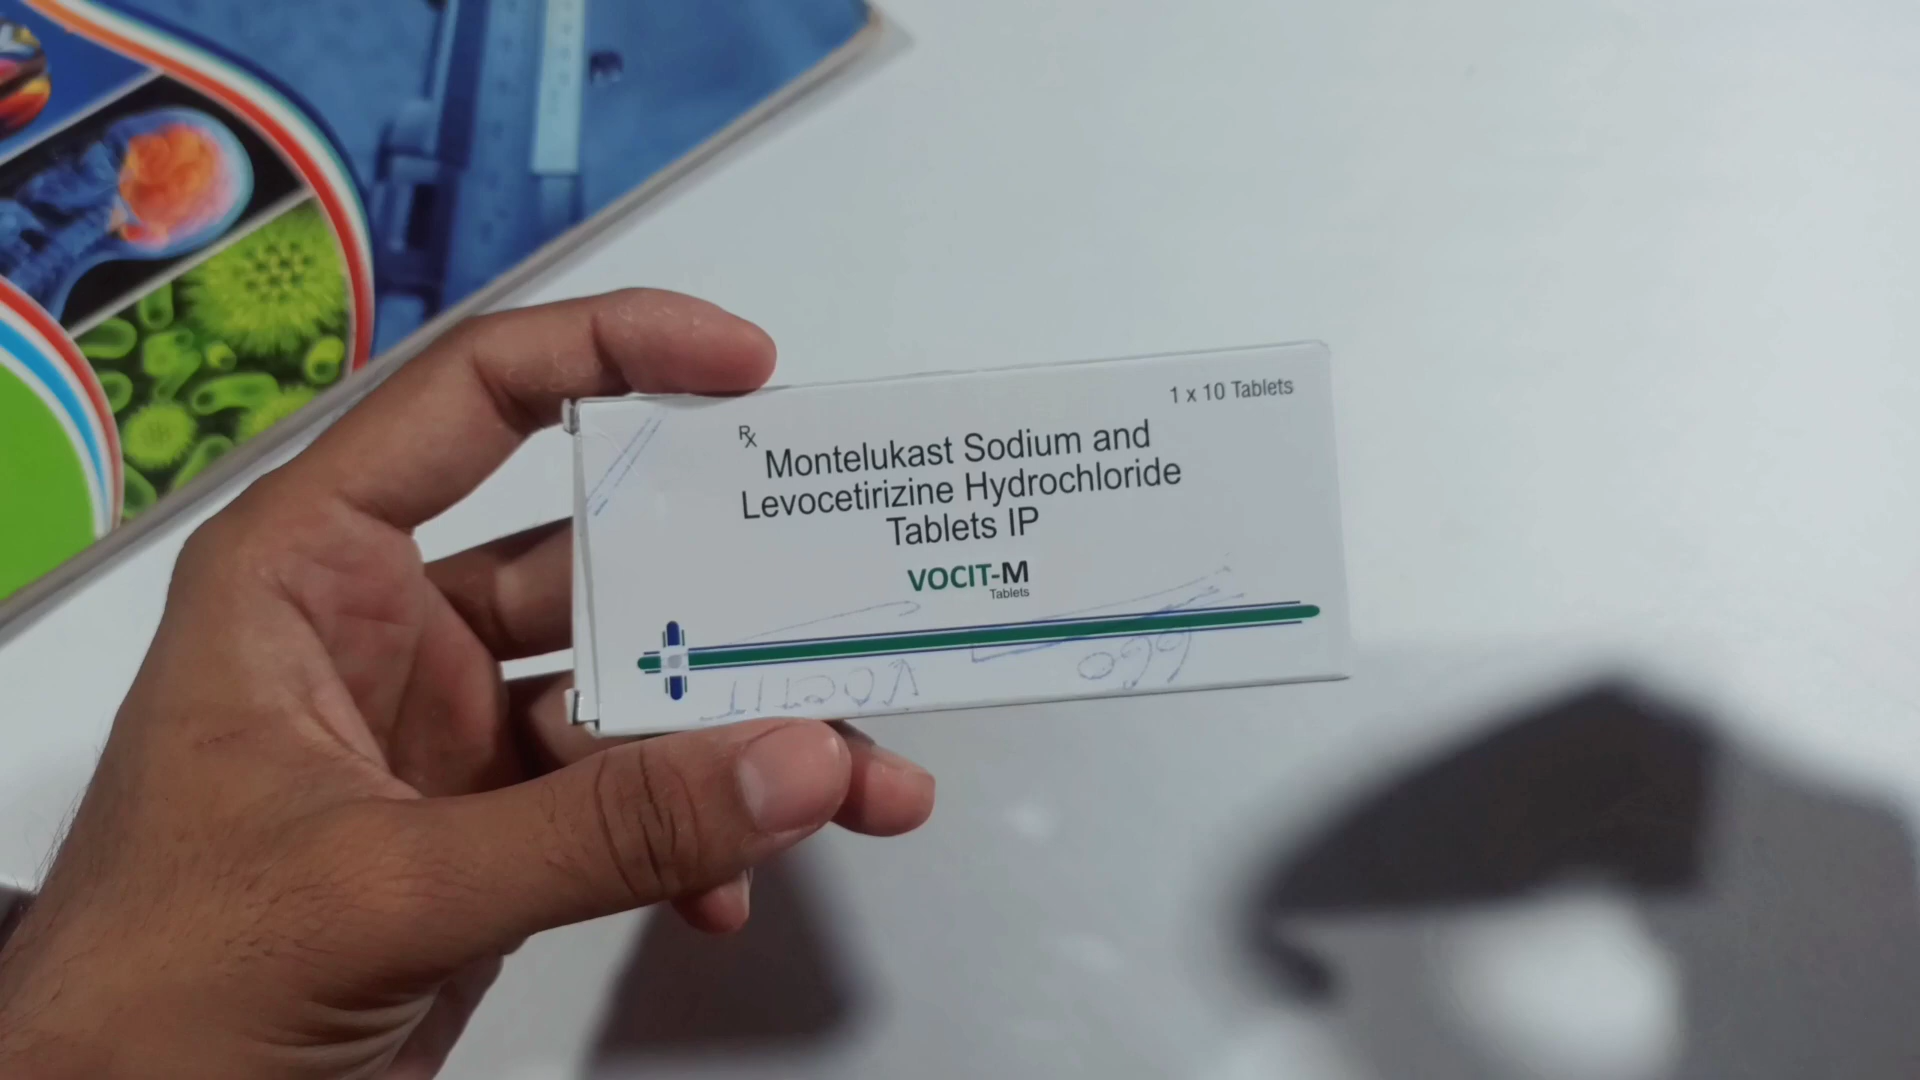 1 x 10 Tablets
Rx
Montelukast Sodium and
Levocetirizine Hydrochloride
Tablets IP
VOCIT-M
Tablets